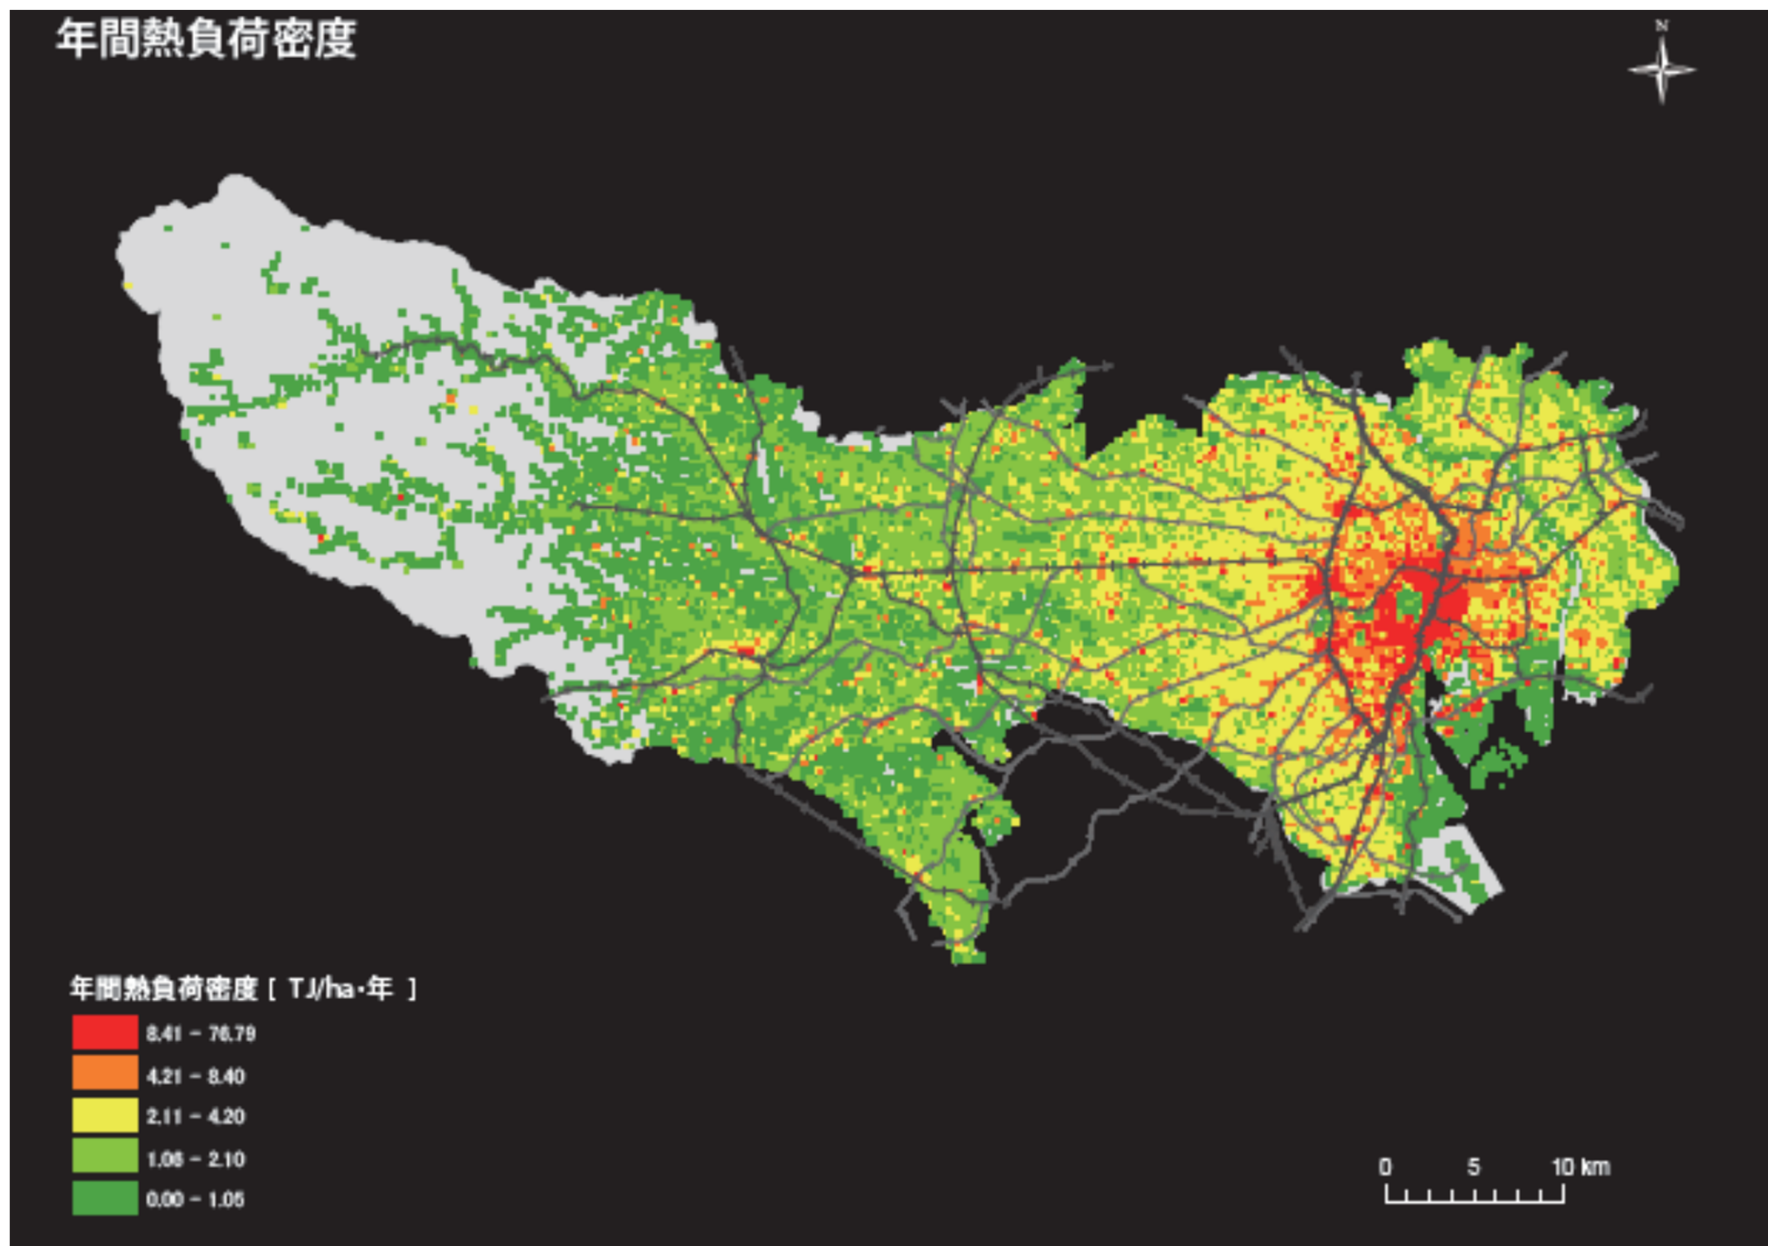 年間熱負荷密度
N
年間熱負荷密度 [ TJ/ha・年 ]
8.41 - 76.79
4.21 - 8.40
2.11 - 4.20
1.06 - 2.10
0.00 - 1.05
0 5 10 km